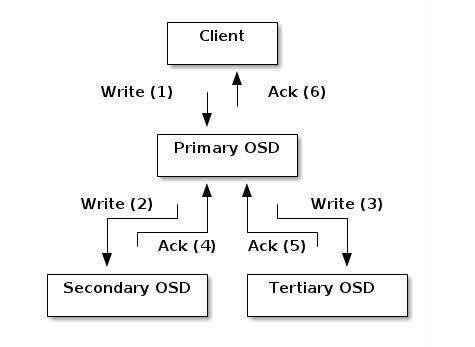 Client
Write (1)
Ack (6)
Primary OSD
Write (2)
Write (3)
Ack (4)
Ack (5)
Secondary OSD
Tertiary OSD